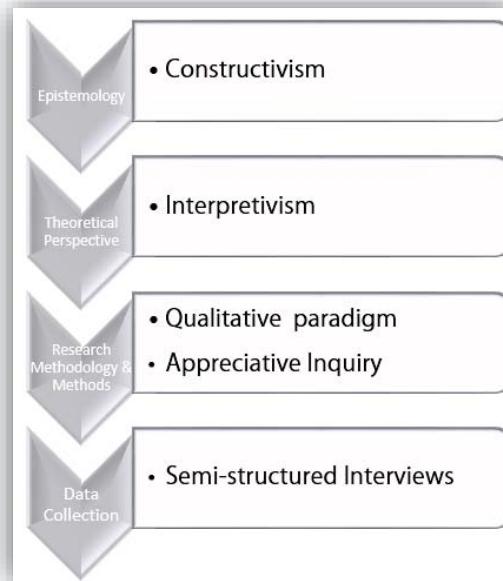 Epistemology
• Constructivism
Theoretical
Perspective
• Interpretivism
Research
Methodology &
Methods
• Qualitative paradigm
• Appreciative Inquiry
Data
Collection
• Semi-structured Interviews